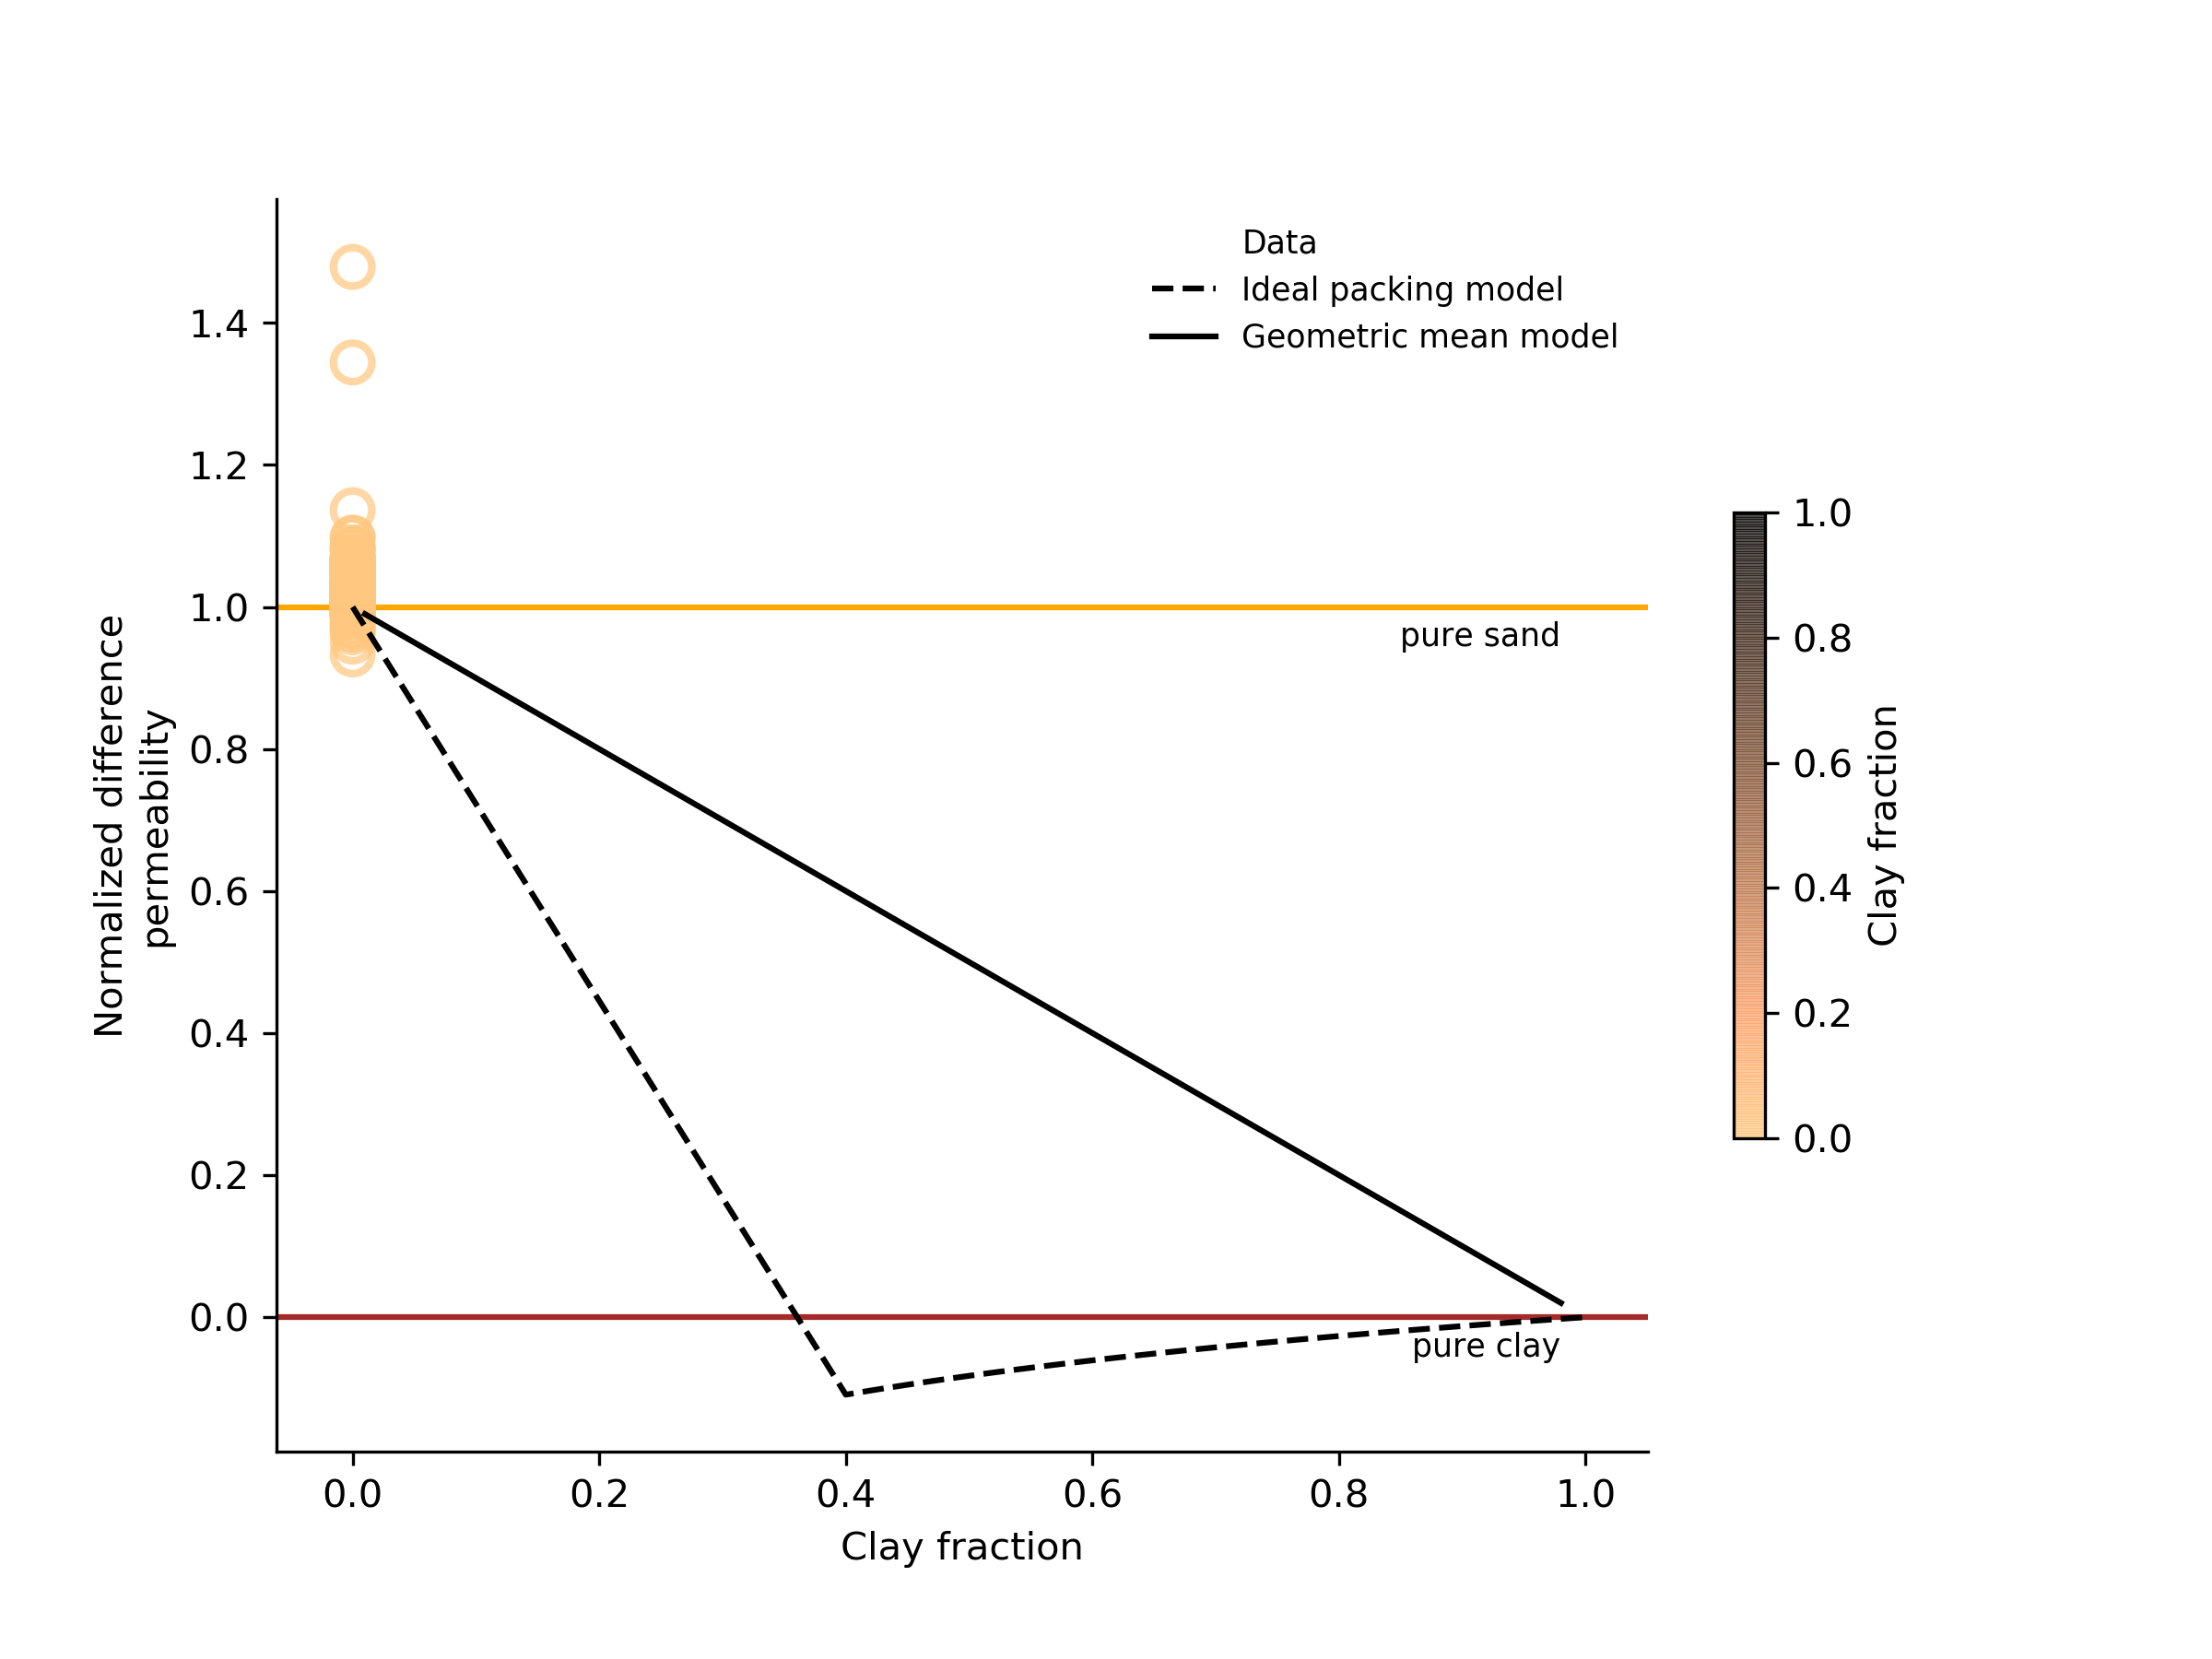 Data
Ideal packing model
Geometric mean model
1.4
1.2
1.0
0.8
0.6
0.4
0.2
0.0
Normalized difference
permeability
pure sand
pure clay
0.0 0.2 0.4 0.6 0.8 1.0
Clay fraction
1.0
0.8
0.6
0.4
0.2
0.0
Clay fraction